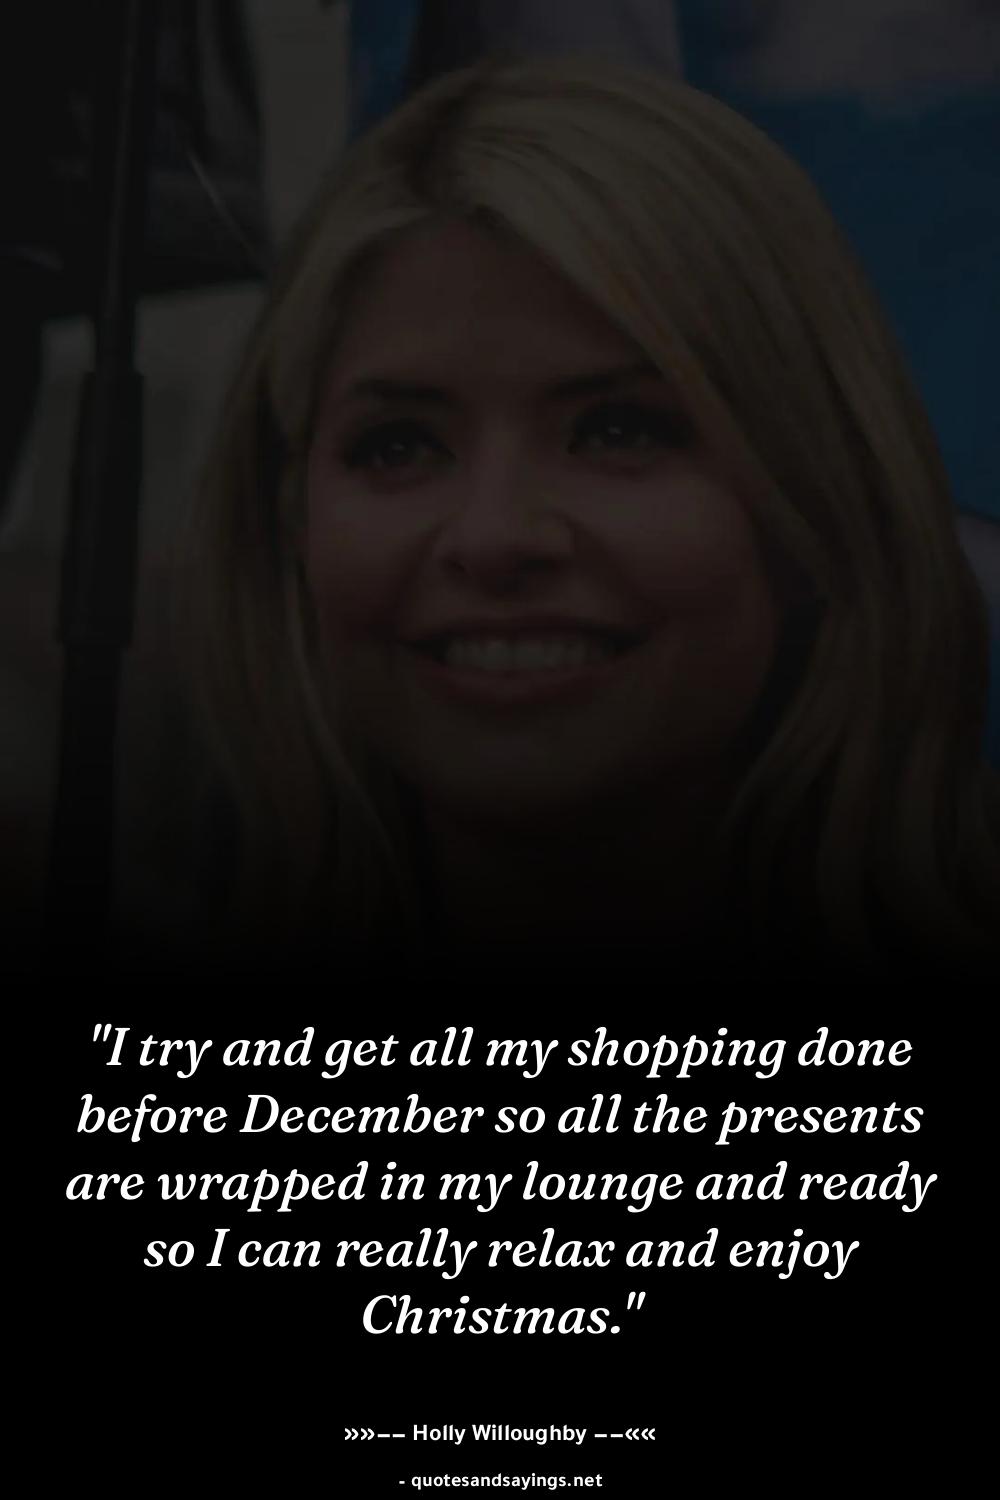 "I try and get all my shopping done
before December so all the presents
are wrapped in my lounge and ready
so I can really relax and enjoy
Christmas."
»»-- Holly Willoughby --««
- quotesandsayings.net